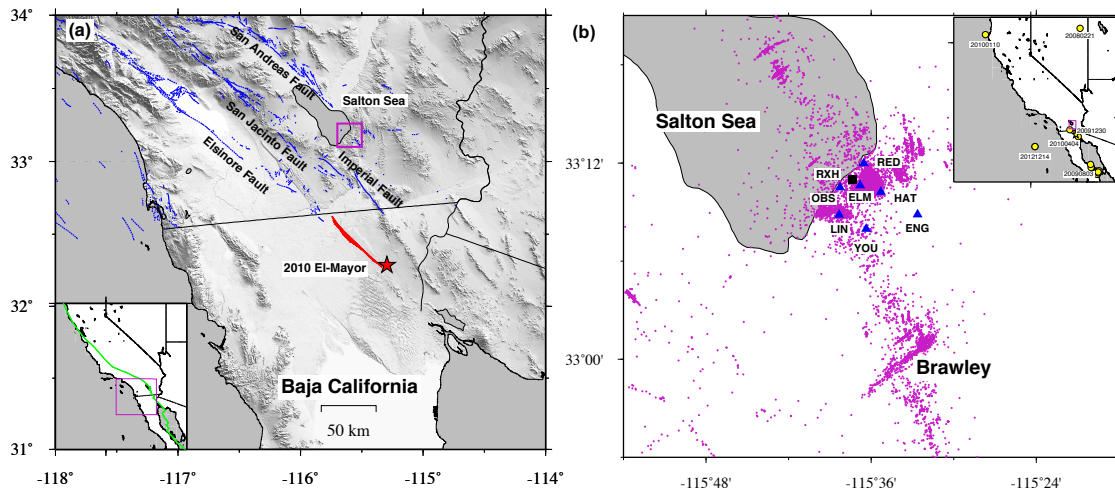 (a)
34°
33°
32°
31°
-118°
-117°
-116°
-115°
-114°
San Andreas Fault
Salton Sea
San Jacinto Fault
Elsinore Fault
Imperial Fault
0
2010 El-Mayor
Baja California
50 km
(b)
33°12'
33°00'
-115°48'
-115°36'
-115°24'
Salton Sea
RED
RXH
OBS
ELM
HAT
LIN
ENG
YOU
Brawley
20100110
20080221
20091230
20100404
20121214
20090803